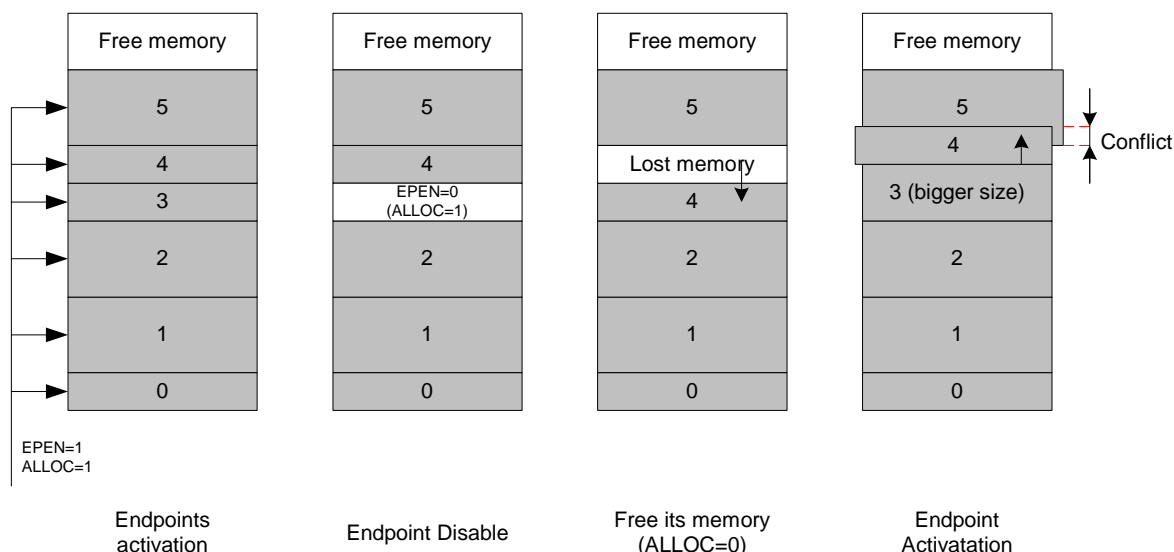 Free memory
5
4
3
2
1
0
EPEN=1
ALLOC=1
Endpoints
activation
Free memory
5
4
EPEN=0
(ALLOC=1)
2
1
0
Endpoint Disable
Free memory
5
Lost memory
4
2
1
0
Free its memory
(ALLOC=0)
Free memory
5
4
Conflict
3 (bigger size)
2
1
0
Endpoint
Activatation